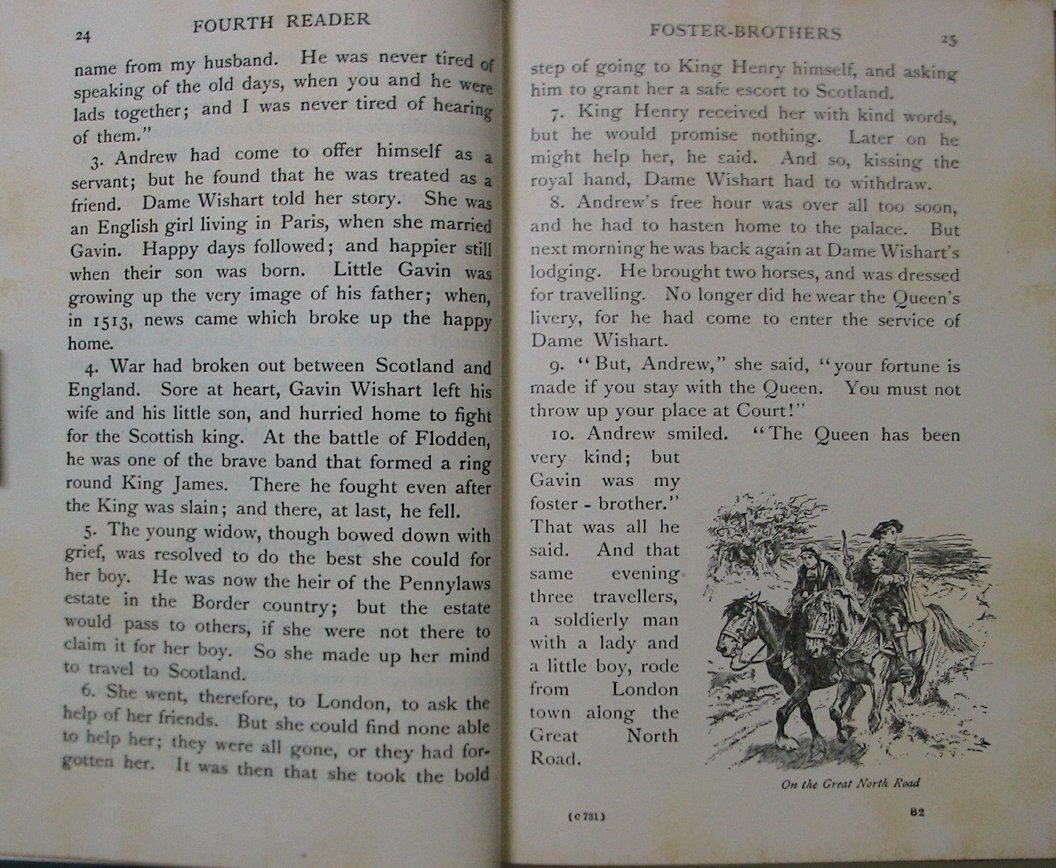 24
FOURTH READER
name from my husband. He was never tired of
speaking of the old days, when you and he were
lads together; and I was never tired of hearing
of them."
3. Andrew had come to offer himself as a
servant; but he found that he was treated as a
friend. Dame Wishart told her story. She was
an English girl living in Paris, when she married
Gavin. Happy days followed; and happier still
when their son was born. Little Gavin was
growing up the very image of his father; when,
in 1513, news came which broke up the happy
home.
4. War had broken out between Scotland and
England. Sore at heart, Gavin Wishart left his
wife and his little son, and hurried home to fight
for the Scottish king. At the battle of Flodden,
he was one of the brave band that formed a ring
round King James. There he fought even after
the King was slain; and there, at last, he fell.
5. The young widow, though bowed down with
grief, was resolved to do the best she could for
her boy. He was now the heir of the Pennylaws
estate in the Border country; but the estate
would pass to others, if she were not there to
claim it for her boy. So she made up her mind
to travel to Scotland.
6. She went, therefore, to London, to ask the
help of her friends. But she could find none able
to help her; they were all gone, or they had for-
gotten her. It was then that she took the bold
FOSTER-BROTHERS
25
step of going to King Henry himself, and asking
him to grant her a safe escort to Scotland.
7. King Henry received her with kind words,
but he would promise nothing. Later on he
might help her, he said. And so, kissing the
royal hand, Dame Wishart had to withdraw.
8. Andrew's free hour was over all too soon,
and he had to hasten home to the palace. But
next morning he was back again at Dame Wishart's
lodging. He brought two horses, and was dressed
for travelling. No longer did he wear the Queen's
livery, for he had come to enter the service of
Dame Wishart.
9. "But, Andrew," she said, "your fortune is
made if you stay with the Queen. You must not
throw up your place at Court!"
10. Andrew smiled. "The Queen has been
very kind; but
Gavin was my
foster-brother."
That was all he
said. And that
same evening
three travellers,
a soldierly man
with a lady and
a little boy, rode
from London
town along the
Great North
Road.
On the Great North Road
(C 731)
B2